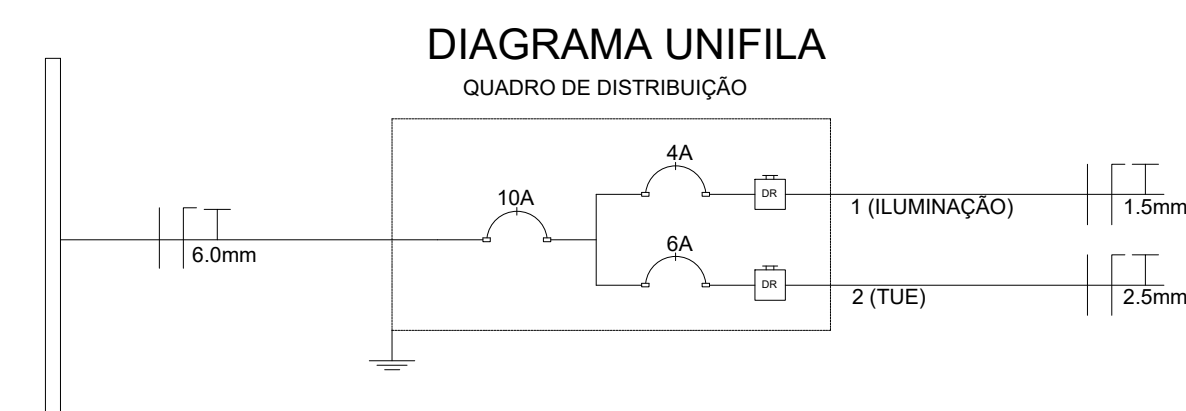 DIAGRAMA UNIFILA
QUADRO DE DISTRIBUIÇÃO
4A
10A
DR
1 (ILUMINAÇÃO)
1.5mm
6.0mm
6A
DR
2 (TUE)
2.5mm